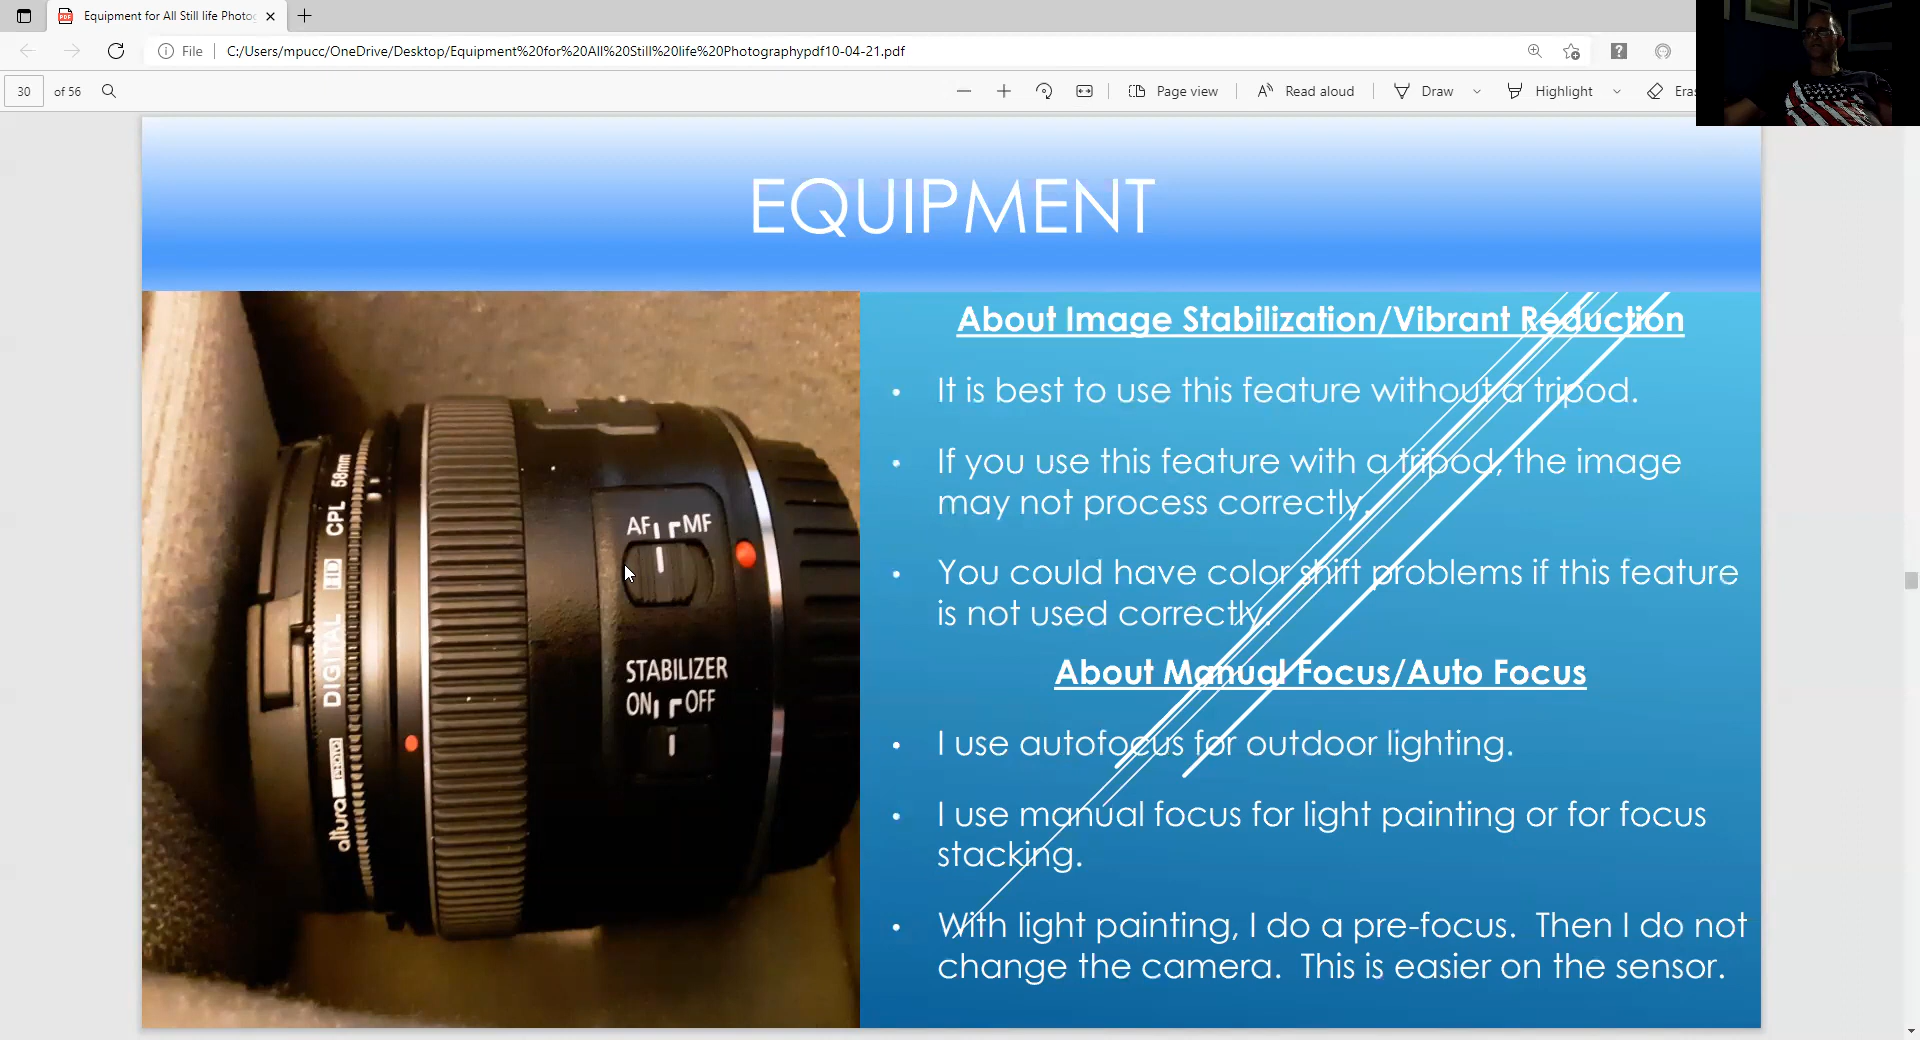 Equipment for All Still life Photo
File C:/Users/mpucc/OneDrive/Desktop/Equipment%20for%20All%20Still%20life%20Photographypdf10-04-21.pdf
30 of 56 Page view Read aloud Draw Highlight Eras
EQUIPMENT
AF MF
STABILIZER
ON OFF
altura PHOTO DIGITAL HD CPL 58mm
About Image Stabilization/Vibrant Reduction
• It is best to use this feature without a tripod.
• If you use this feature with a tripod, the image
may not process correctly.
• You could have color shift problems if this feature
is not used correctly.
About Manual Focus/Auto Focus
• I use autofocus for outdoor lighting.
• I use manual focus for light painting or for focus
stacking.
• With light painting, I do a pre-focus. Then I do not
change the camera. This is easier on the sensor.